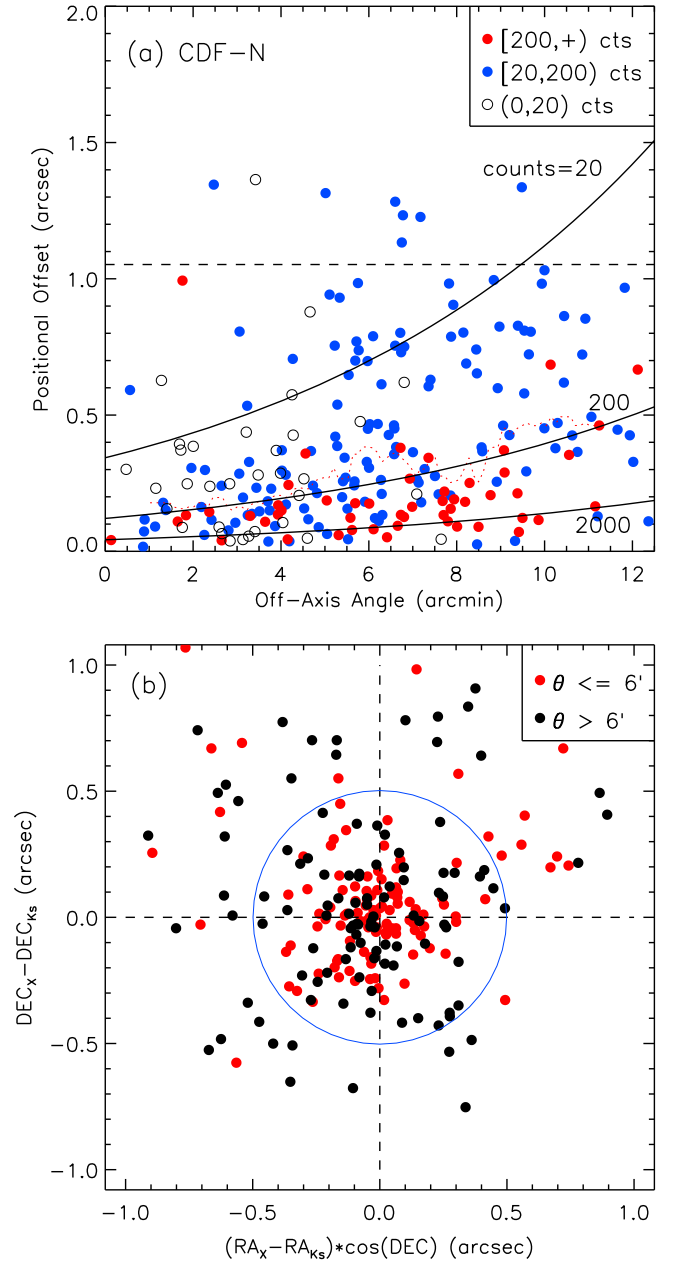 2.0
(a) CDF−N
[200,+) cts
[20,200) cts
(0,20) cts
1.5
counts=20
1.0
Positional Offset (arcsec)
0.5
200
2000
0.0
0 2 4 6 8 10 12
Off−Axis Angle (arcmin)
1.0
(b)
θ <= 6'
θ > 6'
0.5
DEC_X−DEC_Ks (arcsec)
0.0
−0.5
−1.0
−1.0 −0.5 0.0 0.5 1.0
(RA_X−RA_Ks)*cos(DEC) (arcsec)